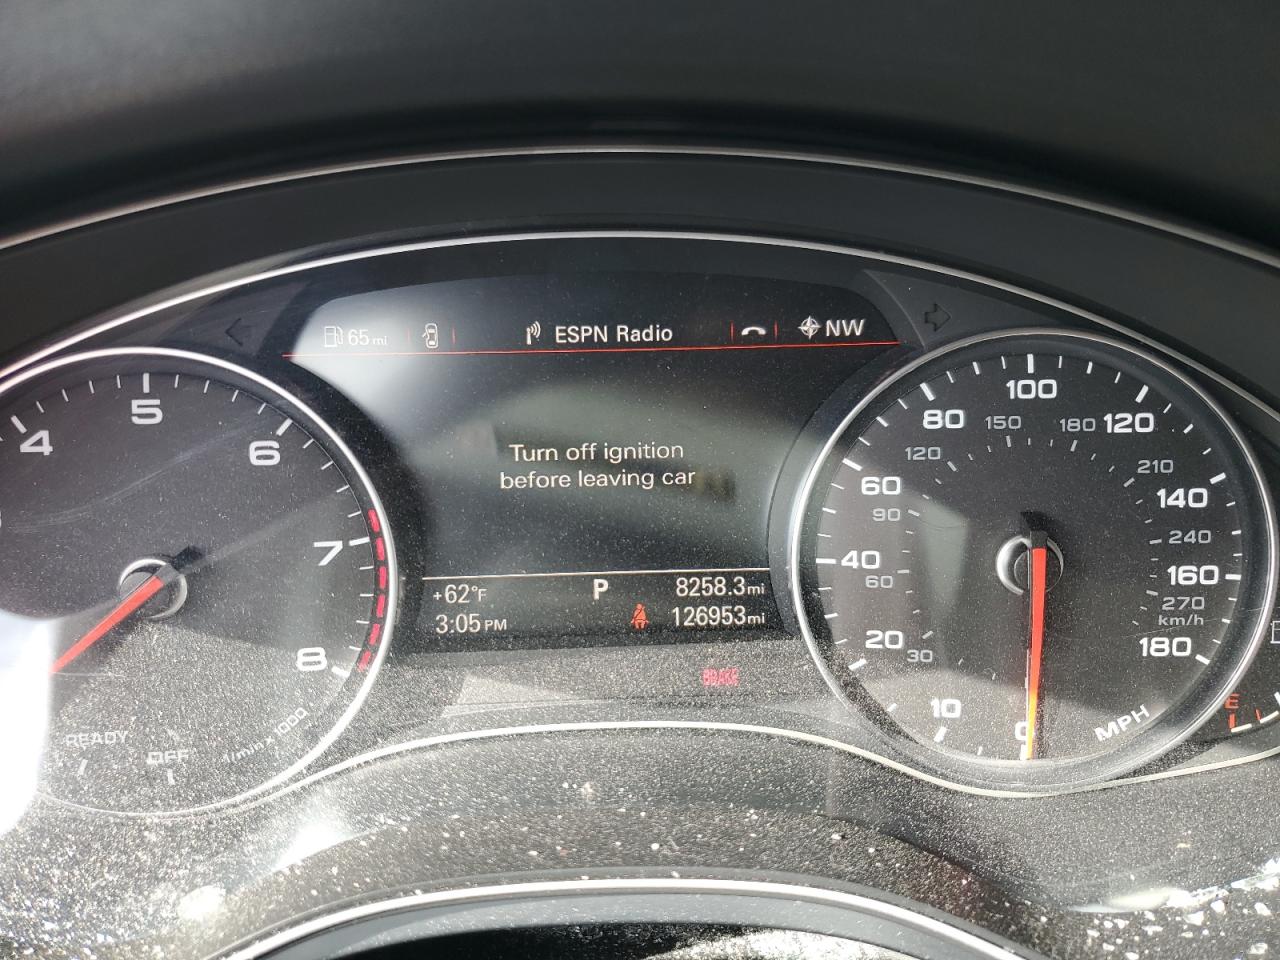 65 mi
ESPN Radio
NW
Turn off ignition
before leaving car
+62°F
P
8258.3 mi
3:05 PM
126953 mi
BRAKE
4
5
6
7
8
READY
OFF
1/min x 1000
0
10
20
40
60
80
100
120
140
160
180
MPH
30
60
90
120
150
180
210
240
270
km/h
E